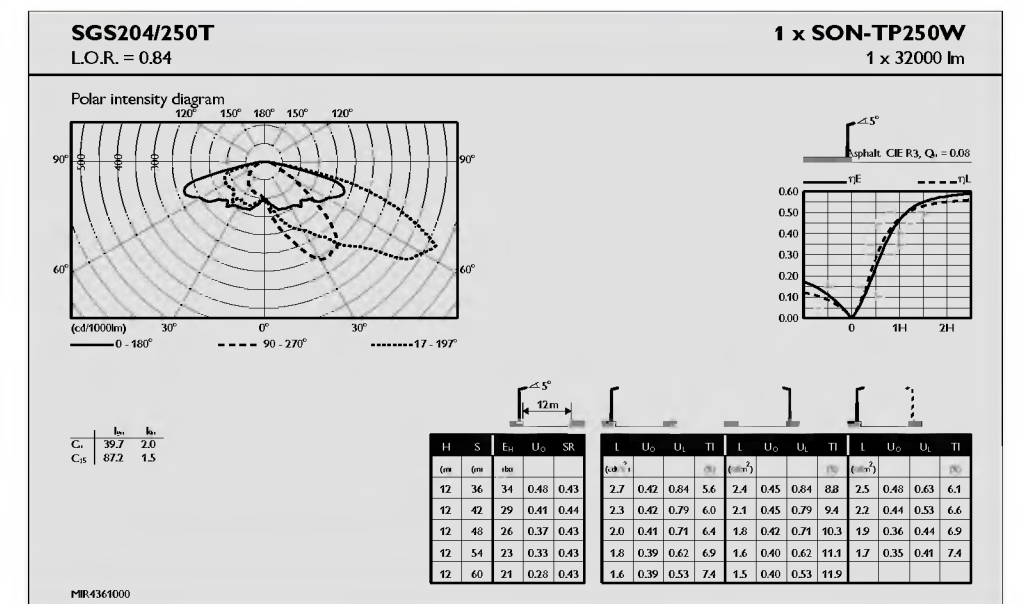 SGS204/250T
1 x SON-TP250W
L.O.R. = 0.84
1 x 32000 lm
Polar intensity diagram
120° 150° 180° 150° 120°
90° 500 400 300 90°
60° 60°
(cd/1000lm) 30° 0° 30°
0 - 180° 90 - 270° 17 - 197°
5°
Asphalt CIE R3, Q₀ = 0.08
ηE ηL
0.60
0.50
0.40
0.30
0.20
0.10
0.00
0 1H 2H
5°
12m
39.7 2.0
87.2 1.5
H S E_H U_O SR L U_O U_L TI L U_O U_L TI L U_O U_L TI
12 36 34 0.48 0.43 2.7 0.42 0.84 5.6 2.4 0.45 0.84 8.8 2.5 0.48 0.63 6.1
12 42 29 0.41 0.44 2.3 0.42 0.79 6.0 2.1 0.45 0.79 9.4 2.2 0.44 0.53 6.6
12 48 26 0.37 0.43 2.0 0.41 0.71 6.4 1.8 0.42 0.71 10.3 1.9 0.36 0.44 6.9
12 54 23 0.33 0.43 1.8 0.39 0.62 6.9 1.6 0.40 0.62 11.1 1.7 0.35 0.41 7.4
12 60 21 0.28 0.43 1.6 0.39 0.53 7.4 1.5 0.40 0.53 11.9
MIR4361000